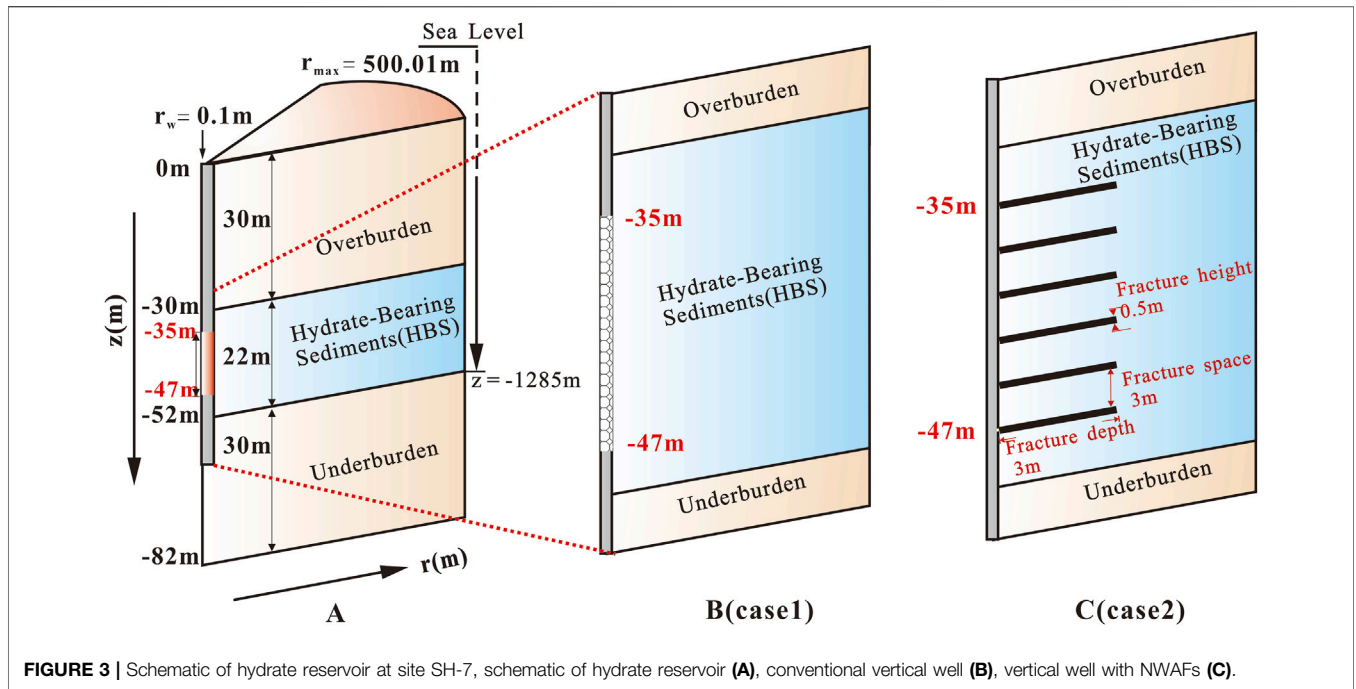 Sea Level
rmax = 500.01m
rw= 0.1m
0m
30m
Overburden
z(m)
-30m
-35m
22m
Hydrate-Bearing
Sediments(HBS)
-47m
z = -1285m
-52m
30m
Underburden
-82m
r(m)
A
Overburden
-35m
Hydrate-Bearing
Sediments(HBS)
-47m
Underburden
B(case1)
Overburden
Hydrate-Bearing
Sediments(HBS)
-35m
Fracture height
0.5m
Fracture space
3m
-47m
Fracture depth
3m
Underburden
C(case2)
FIGURE 3 | Schematic of hydrate reservoir at site SH-7, schematic of hydrate reservoir (A), conventional vertical well (B), vertical well with NWAFs (C).